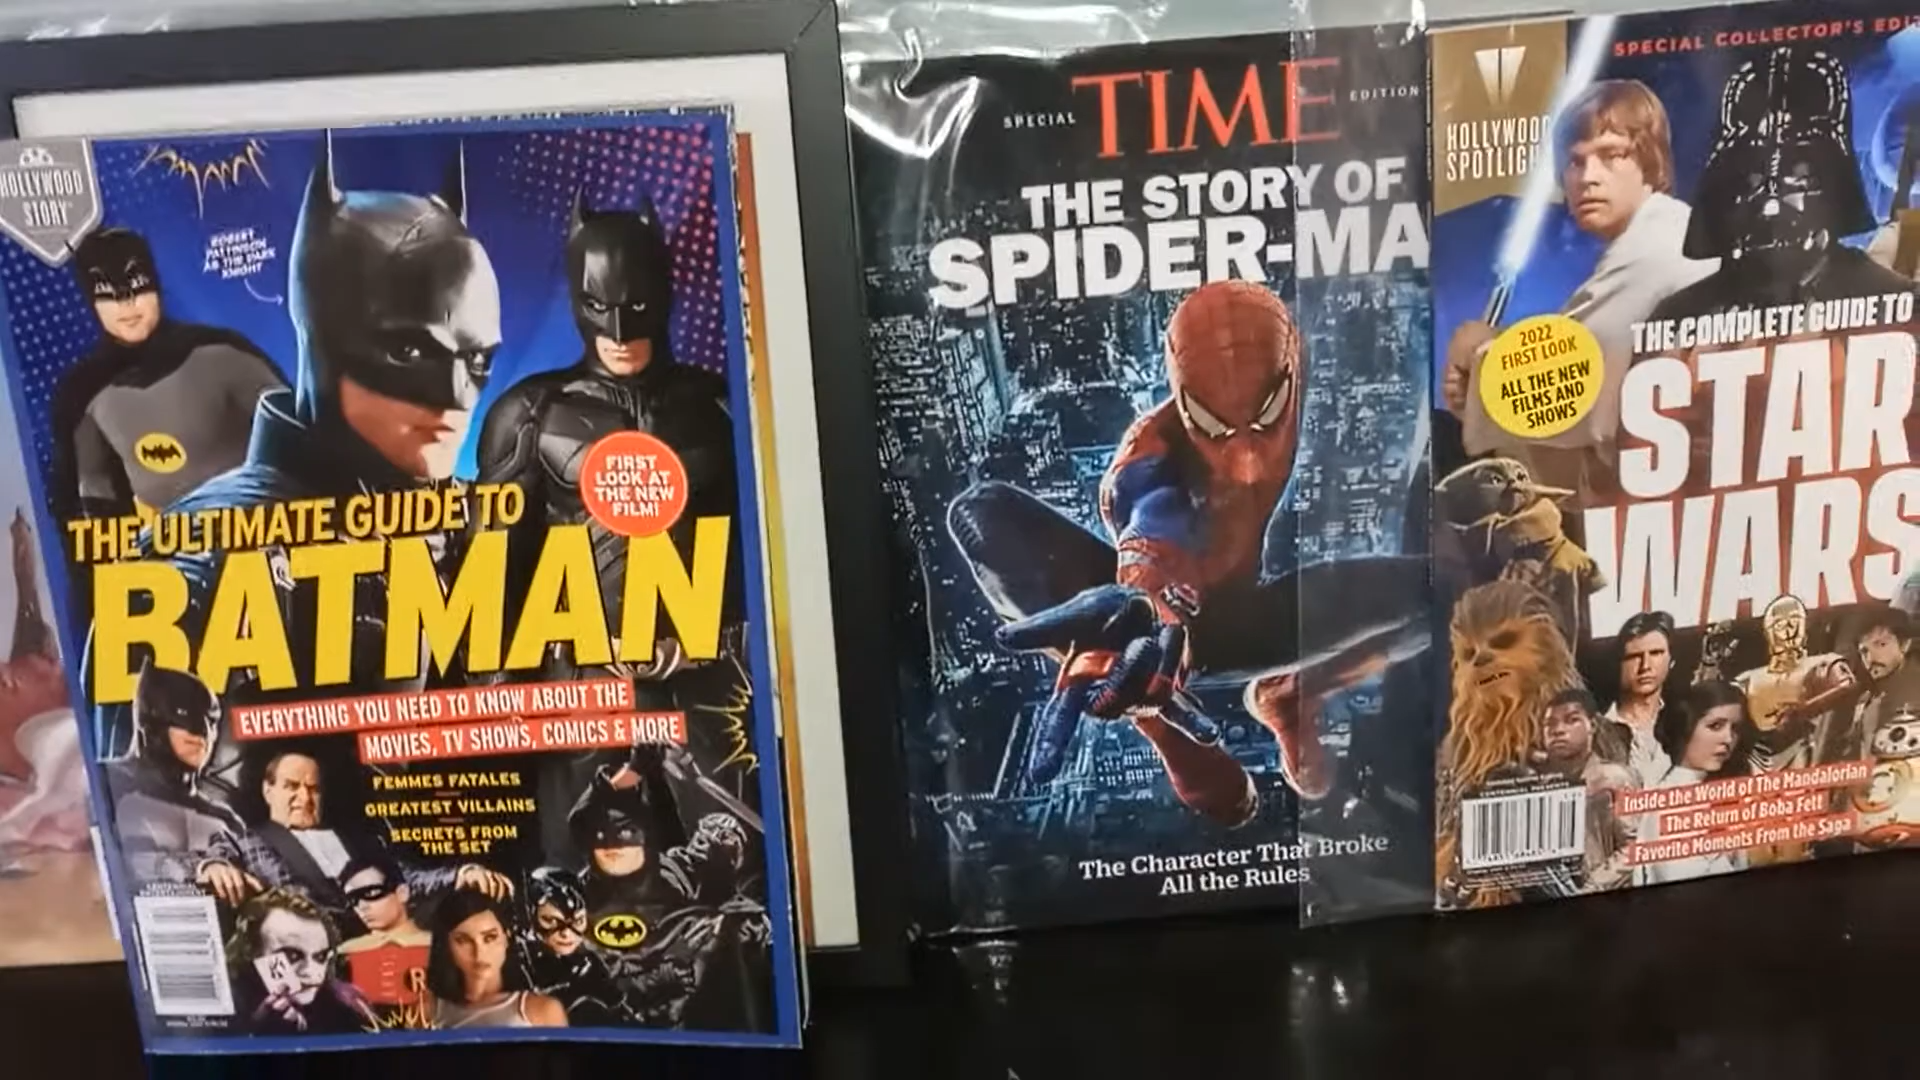 HOLLYWOOD
STORY
ROBERT
PATTINSON
AS THE DARK
KNIGHT
FIRST
LOOK AT
THE NEW
FILM!
THE ULTIMATE GUIDE TO
BATMAN
EVERYTHING YOU NEED TO KNOW ABOUT THE
MOVIES, TV SHOWS, COMICS & MORE
FEMMES FATALES
GREATEST VILLAINS
SECRETS FROM
THE SET
R
SPECIAL TIME EDITION
THE STORY OF
SPIDER-MA
The Character That Broke
All the Rules
SPECIAL COLLECTOR'S EDI
HOLLYWOOD
SPOTLIGH
2022
FIRST LOOK
ALL THE NEW
FILMS AND
SHOWS
THE COMPLETE GUIDE TO
STAR
WARS
CENTENNIAL PRESENTS
Inside the World of The Mandalorian
The Return of Boba Fett
Favorite Moments From the Saga